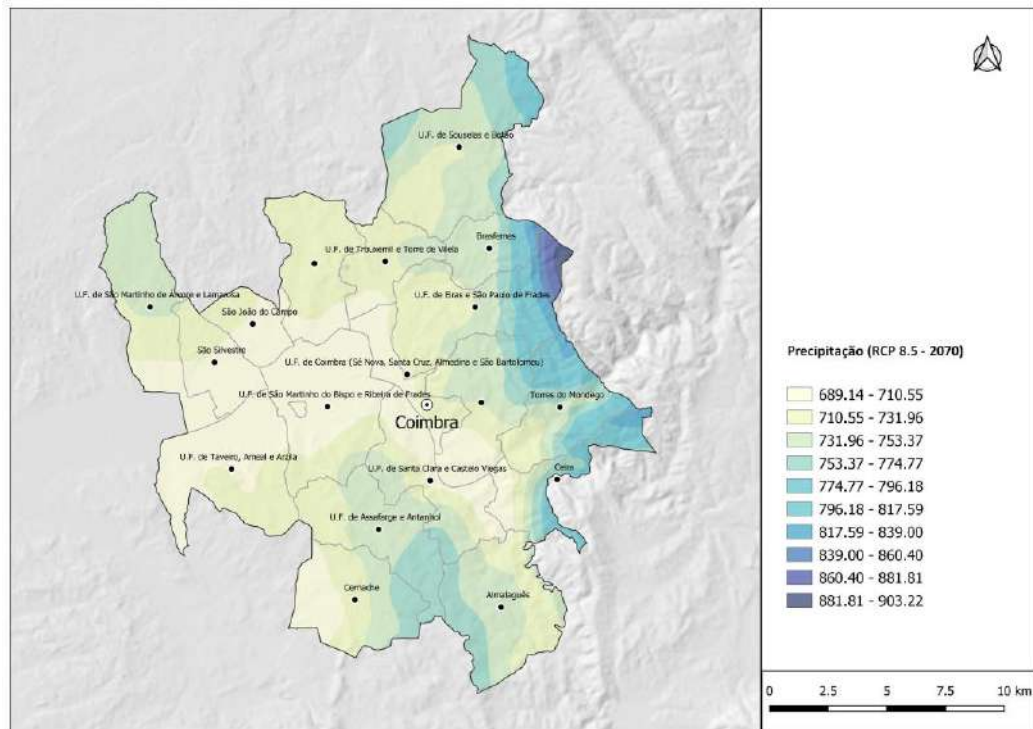 U.F. de Souselas e Botão
Brasfemes
U.F. de Trouxemil e Torre de Vilela
U.F. de São Martinho de Árvore e Lamarosa
U.F. de Eiras e São Paulo de Frades
São João do Campo
São Silvestre
U.F. de Coimbra (Sé Nova, Santa Cruz, Almedina e São Bartolomeu)
U.F. de São Martinho do Bispo e Ribeira de Frades
Torres do Mondego
Coimbra
U.F. de Taveiro, Ameal e Arzila
U.F. de Santa Clara e Castelo Viegas
Ceira
U.F. de Assafarge e Antanhol
Cernache
Almalaguês
Precipitação (RCP 8.5 - 2070)
689.14 - 710.55
710.55 - 731.96
731.96 - 753.37
753.37 - 774.77
774.77 - 796.18
796.18 - 817.59
817.59 - 839.00
839.00 - 860.40
860.40 - 881.81
881.81 - 903.22
0 2.5 5 7.5 10 km